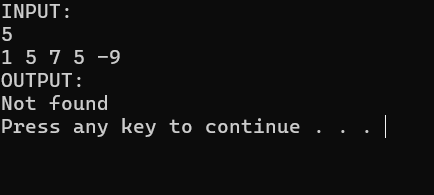 INPUT:
5
1 5 7 5 -9
OUTPUT:
Not found
Press any key to continue . . .